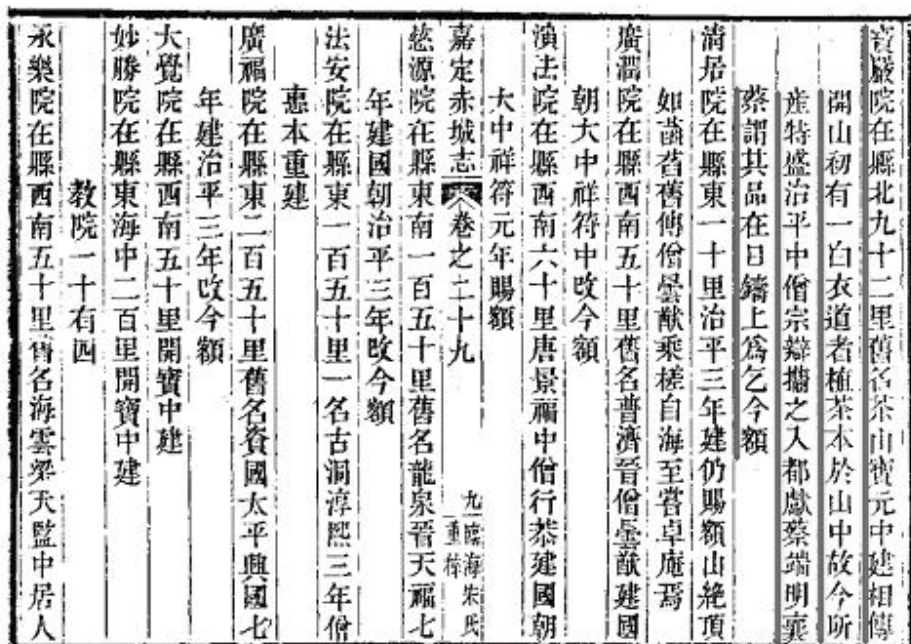 寶嚴院在縣北九十二里舊名茶山寶元中建相傳
開山初有一白衣道者植茶本於山中故今所
產特盛治平中僧宗辯攜之入都獻蔡端明襄
蔡謂其品在日鑄上為乞今額
清居院在縣東一十里治平三年建仍賜額山絶頂
如菡萏舊傳僧曇猷乘槎自海至嘗卓庵焉
廣潤院在縣西南五十里舊名普濟晉僧曇猷建國
朝大中祥符中改今額
演法院在縣西南六十里唐景福中僧行恭建國朝
大中祥符元年賜額
嘉定赤城志 卷之二十九 九 臨海朱氏
重梓
慈源院在縣東南一百五十里舊名龍泉晉天福七
年建國朝治平三年改今額
法安院在縣東一百五十里一名古洞淳熙三年僧
惠本重建
廣福院在縣東二百五十里舊名資國太平興國七
年建治平三年改今額
大覺院在縣西南五十里開寶中建
妙勝院在縣東海中二百里開寶中建
教院一十有四
永樂院在縣西南五十里舊名海雲梁天監中居人